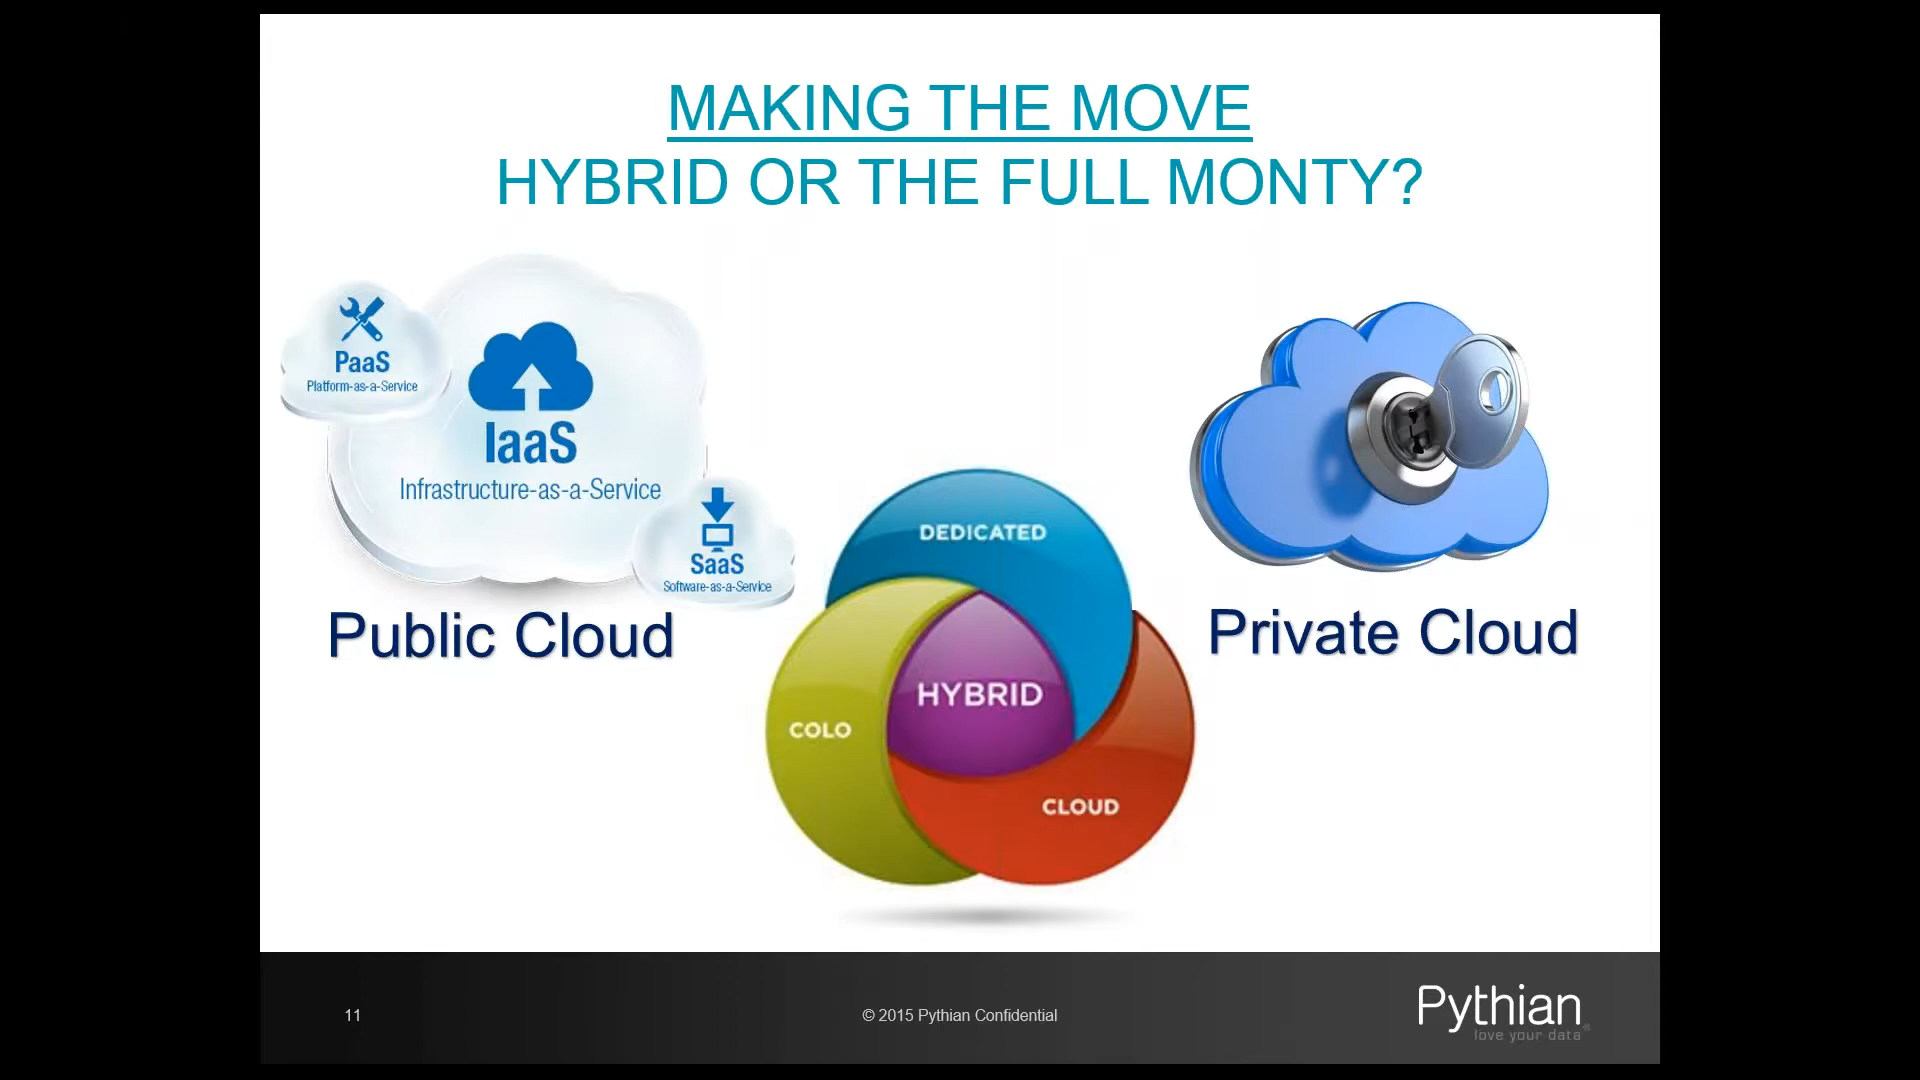 MAKING THE MOVE
HYBRID OR THE FULL MONTY?
PaaS
Platform-as-a-Service
IaaS
Infrastructure-as-a-Service
SaaS
Software-as-a-Service
Public Cloud
DEDICATED
HYBRID
COLO
CLOUD
Private Cloud
11
© 2015 Pythian Confidential
Pythian
love your data®